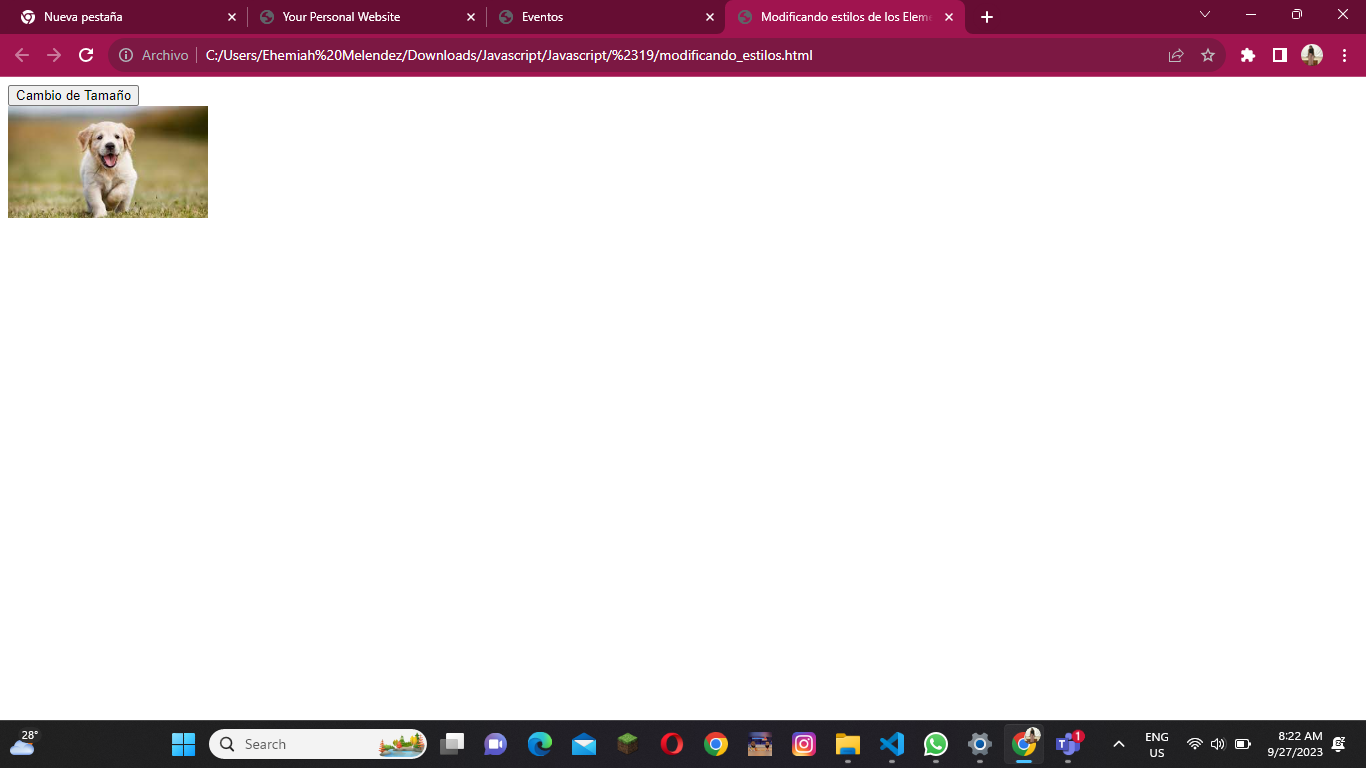 Nueva pestaña
Your Personal Website
Eventos
Modificando estilos de los Eleme
Archivo
C:/Users/Ehemiah%20Melendez/Downloads/Javascript/Javascript/%2319/modificando_estilos.html
Cambio de Tamaño
28°
Search
1
ENG
US
8:22 AM
9/27/2023